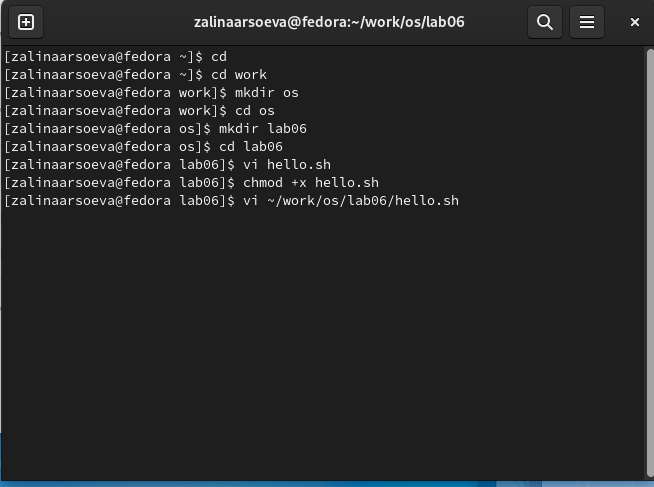 zalinaarsoeva@fedora:~/work/os/lab06
[zalinaarsoeva@fedora ~]$ cd
[zalinaarsoeva@fedora ~]$ cd work
[zalinaarsoeva@fedora work]$ mkdir os
[zalinaarsoeva@fedora work]$ cd os
[zalinaarsoeva@fedora os]$ mkdir lab06
[zalinaarsoeva@fedora os]$ cd lab06
[zalinaarsoeva@fedora lab06]$ vi hello.sh
[zalinaarsoeva@fedora lab06]$ chmod +x hello.sh
[zalinaarsoeva@fedora lab06]$ vi ~/work/os/lab06/hello.sh